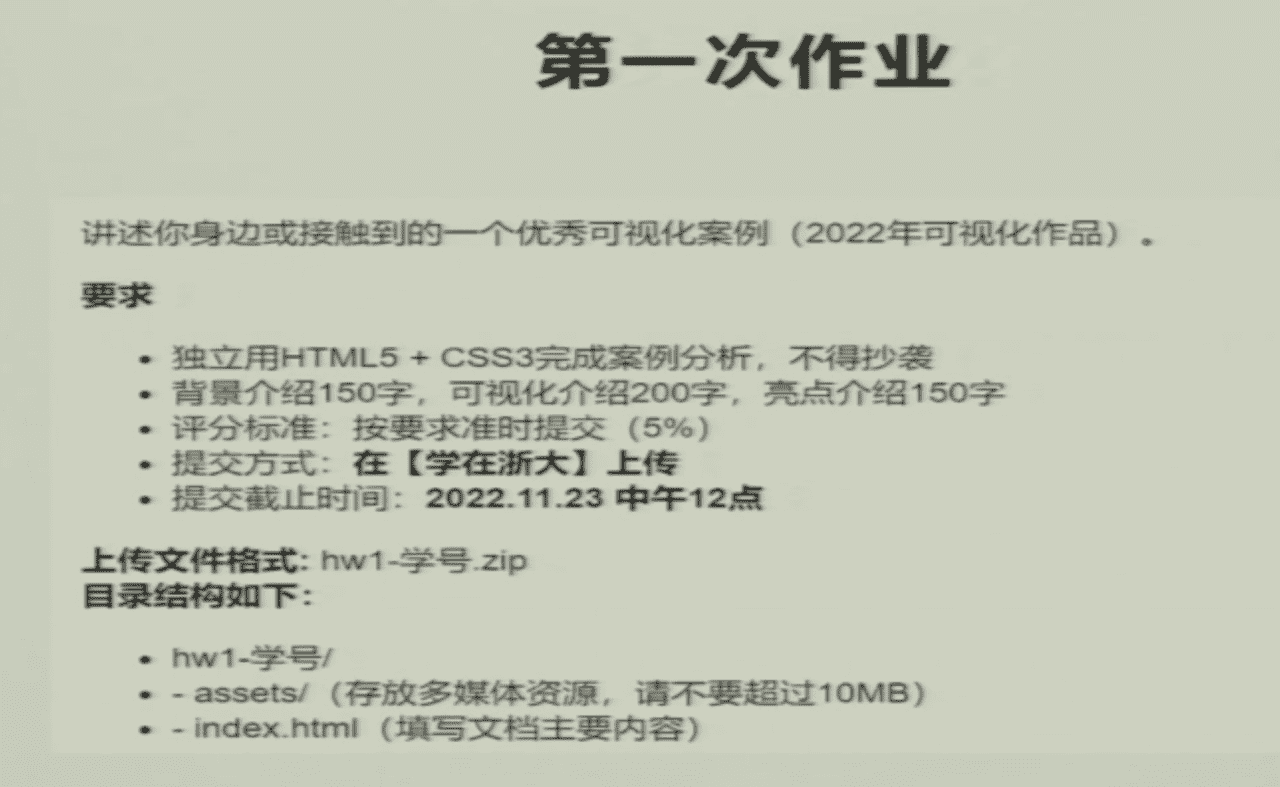 第一次作业
讲述你身边或接触到的一个优秀可视化案例（2022年可视化作品）。
要求
• 独立用HTML5 + CSS3完成案例分析，不得抄袭
• 背景介绍150字，可视化介绍200字，亮点介绍150字
• 评分标准：按要求准时提交（5%）
• 提交方式：在【学在浙大】上传
• 提交截止时间：2022.11.23 中午12点
上传文件格式: hw1-学号.zip
目录结构如下：
• hw1-学号/
• - assets/（存放多媒体资源，请不要超过10MB）
• - index.html（填写文档主要内容）